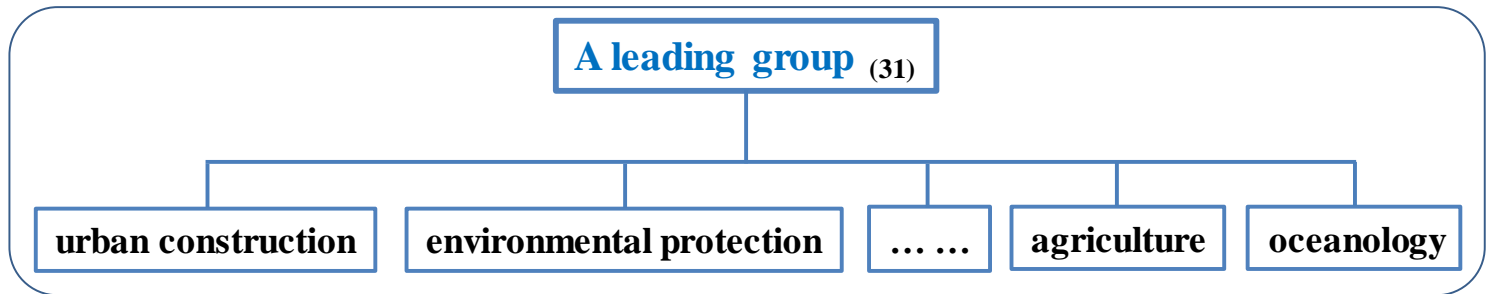 A leading group (31)
urban construction
environmental protection
… …
agriculture
oceanology